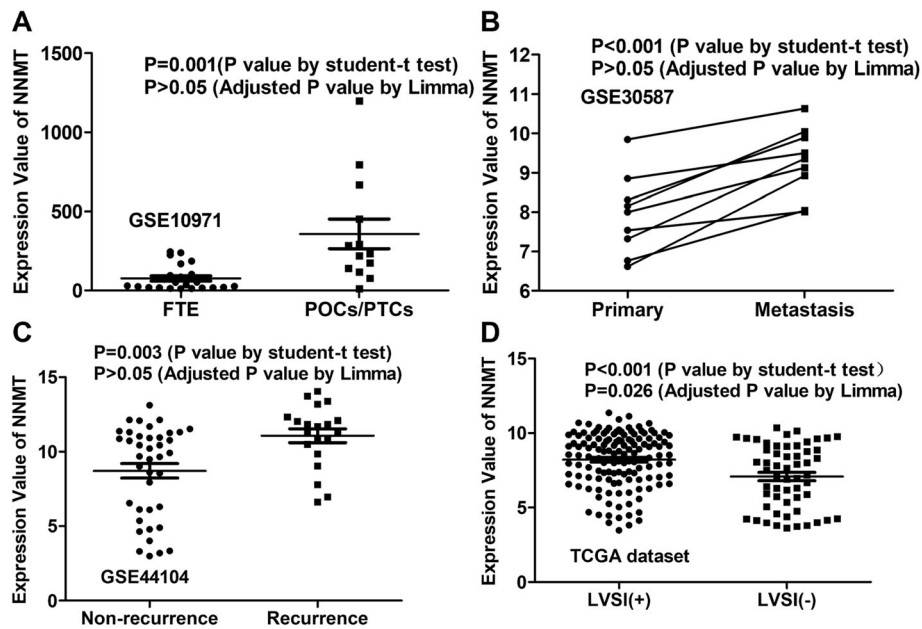 A
P=0.001(P value by student-t test)
P>0.05 (Adjusted P value by Limma)
GSE10971
Expression Value of NNMT
1500
1000
500
0
FTE
POCs/PTCs
B
P<0.001 (P value by student-t test)
P>0.05 (Adjusted P value by Limma)
GSE30587
Expression Value of NNMT
12
11
10
9
8
7
6
Primary
Metastasis
C
P=0.003 (P value by student-t test)
P>0.05 (Adjusted P value by Limma)
Expression Value of NNMT
15
10
5
0
GSE44104
Non-recurrence
Recurrence
D
P<0.001 (P value by student-t test）
P=0.026 (Adjusted P value by Limma)
Expression Value of NNMT
15
10
5
0
TCGA dataset
LVSI(+)
LVSI(-)